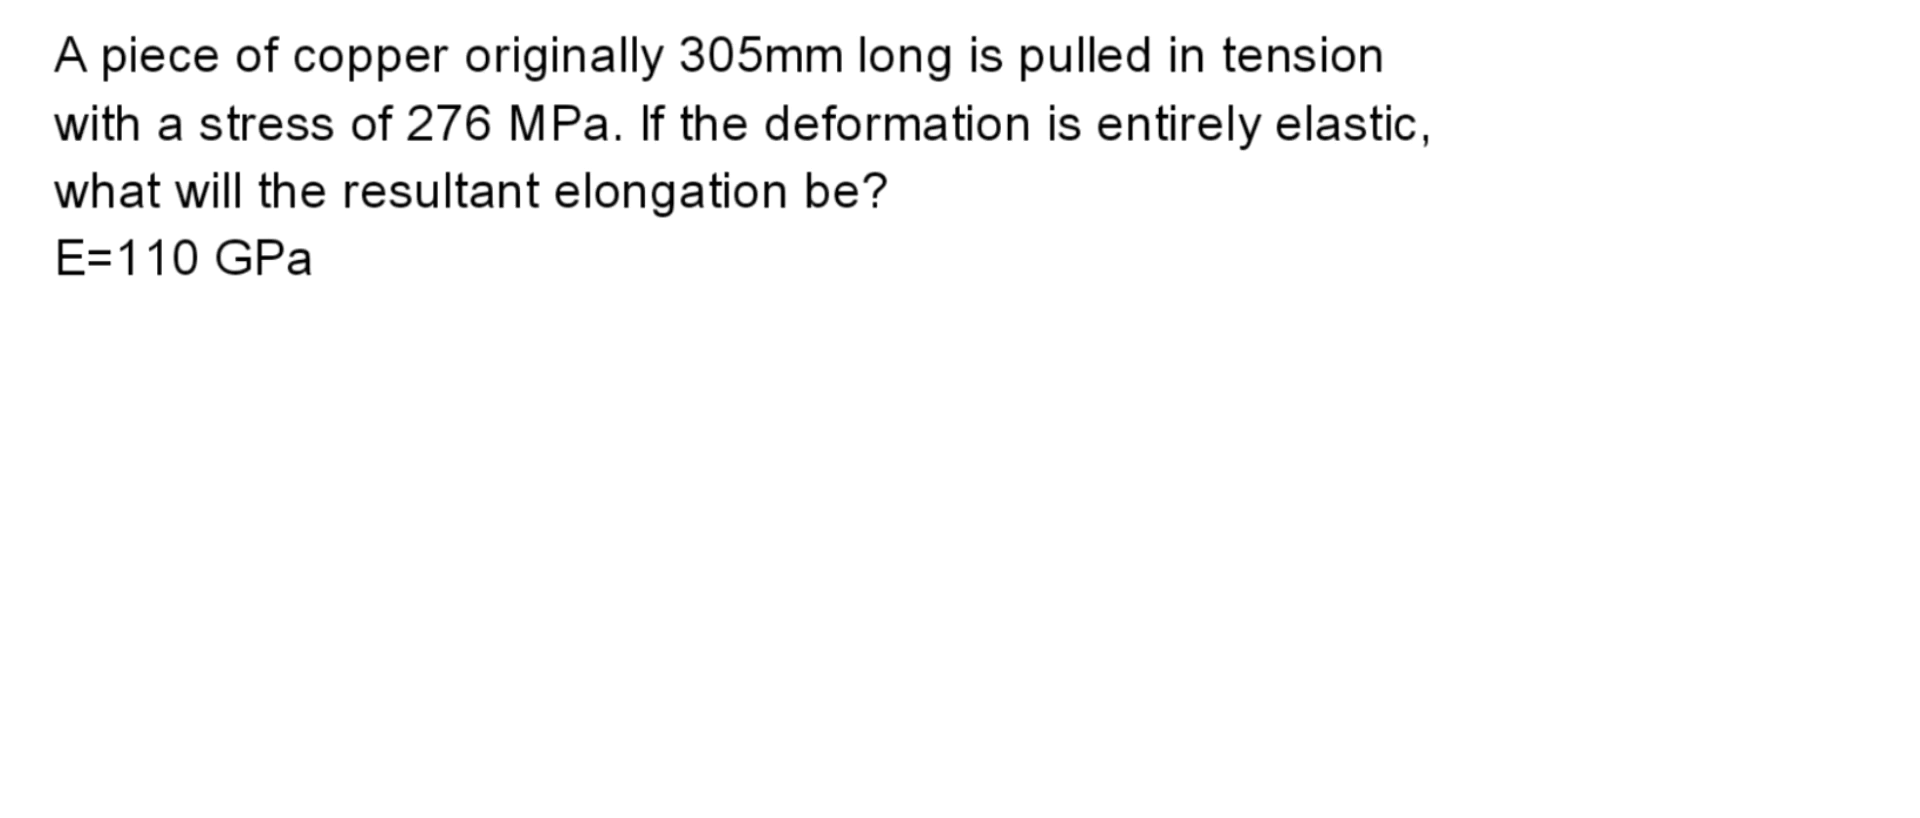 A piece of copper originally 305mm long is pulled in tension
with a stress of 276 MPa. If the deformation is entirely elastic,
what will the resultant elongation be?
E=110 GPa